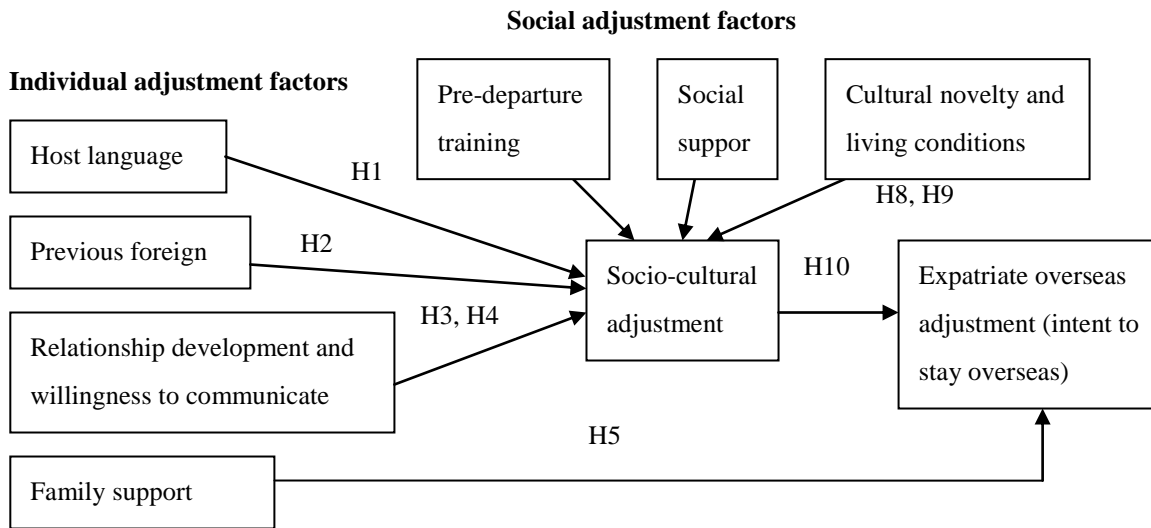 Social adjustment factors
Individual adjustment factors
Pre-departure
training
Social
suppor
Cultural novelty and
living conditions
Host language
H1
H8, H9
Previous foreign
H2
Socio-cultural
adjustment
H10
Expatriate overseas
adjustment (intent to
stay overseas)
H3, H4
Relationship development and
willingness to communicate
H5
Family support